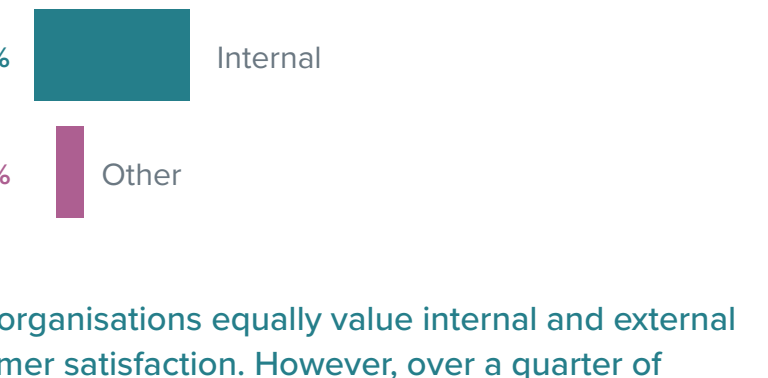 % Internal
% Other
organisations equally value internal and external
mer satisfaction. However, over a quarter of